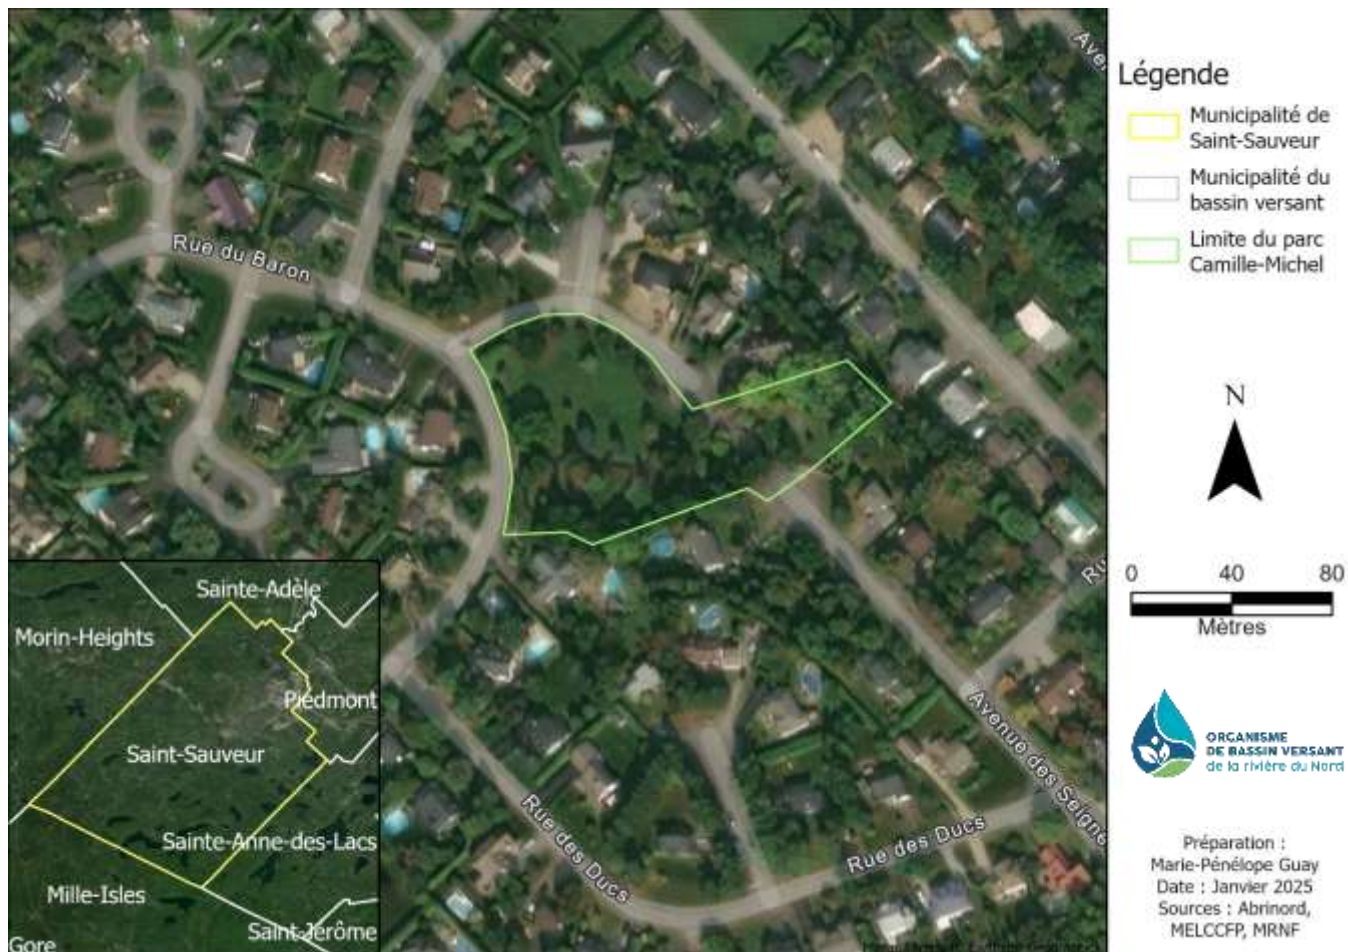 Ave
Rue du Baron
Ru
Avenue des Seigne
Rue des Ducs
Rue des Ducs
Sainte-Adèle
Morin-Heights
Piedmont
Saint-Sauveur
Sainte-Anne-des-Lacs
Mille-Isles
Saint-Jérôme
Gore
Légende
Municipalité de
Saint-Sauveur
Municipalité du
bassin versant
Limite du parc
Camille-Michel
N
0 40 80
Mètres
ORGANISME
DE BASSIN VERSANT
de la rivière du Nord
Préparation :
Marie-Pénélope Guay
Date : Janvier 2025
Sources : Abrinord,
MELCCFP, MRNF